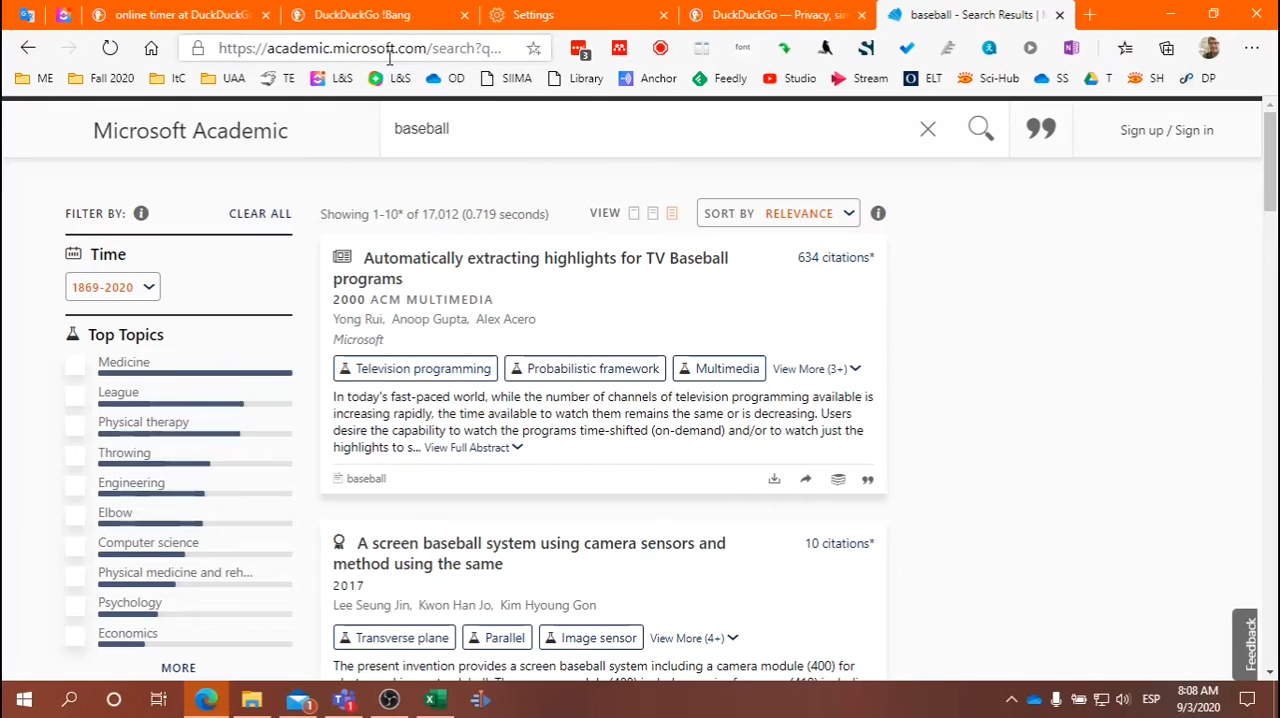 online timer at DuckDuckG
DuckDuckGo !Bang
Settings
DuckDuckGo — Privacy, sim
baseball - Search Results | M
https://academic.microsoft.com/search?q...
3
font
ME
Fall 2020
ItC
UAA
TE
L&S
L&S
OD
SIIMA
Library
Anchor
Feedly
Studio
Stream
ELT
Sci-Hub
SS
T
SH
DP
Microsoft Academic
baseball
Sign up / Sign in
FILTER BY:
CLEAR ALL
Showing 1-10* of 17,012 (0.719 seconds)
VIEW
SORT BY RELEVANCE
Time
1869-2020
Top Topics
Medicine
League
Physical therapy
Throwing
Engineering
Elbow
Computer science
Physical medicine and reh...
Psychology
Economics
MORE
Automatically extracting highlights for TV Baseball
programs
634 citations*
2000 ACM MULTIMEDIA
Yong Rui, Anoop Gupta, Alex Acero
Microsoft
Television programming
Probabilistic framework
Multimedia
View More (3+)
In today's fast-paced world, while the number of channels of television programming available is
increasing rapidly, the time available to watch them remains the same or is decreasing. Users
desire the capability to watch the programs time-shifted (on-demand) and/or to watch just the
highlights to s... View Full Abstract
baseball
A screen baseball system using camera sensors and
method using the same
10 citations*
2017
Lee Seung Jin, Kwon Han Jo, Kim Hyoung Gon
Transverse plane
Parallel
Image sensor
View More (4+)
The present invention provides a screen baseball system including a camera module (400) for
Feedback
ESP
8:08 AM
9/3/2020